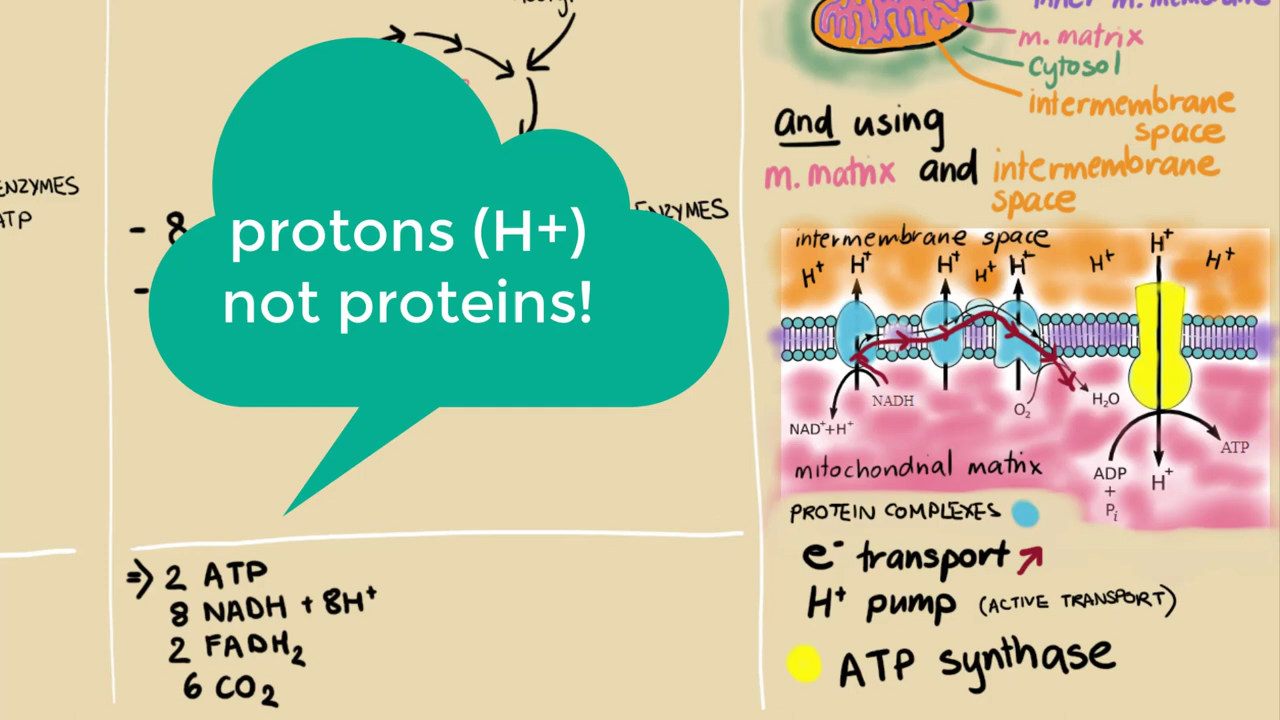 ENZYMES
ATP
- 8
-
ENZYMES
protons (H+)
not proteins!
⇒ 2 ATP
8 NADH + 8H⁺
2 FADH₂
6 CO₂
inner m. membrane
m. matrix
cytosol
intermembrane
space
and using
m. matrix and intermembrane
space
intermembrane space
H⁺ H⁺ H⁺ H⁺ H⁺ H⁺ H⁺ H⁺
NADH
NAD⁺+H⁺
O₂
H₂O
ATP
ADP
+
Pᵢ
H⁺
mitochondrial matrix
PROTEIN COMPLEXES
e⁻ transport
H⁺ pump (ACTIVE TRANSPORT)
ATP synthase